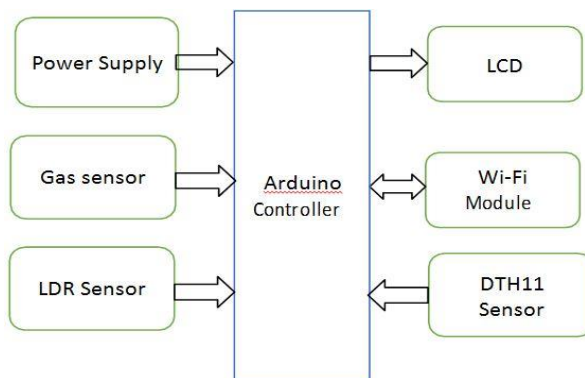 Power Supply
LCD
Gas sensor
Arduino
Controller
Wi-Fi
Module
LDR Sensor
DTH11
Sensor